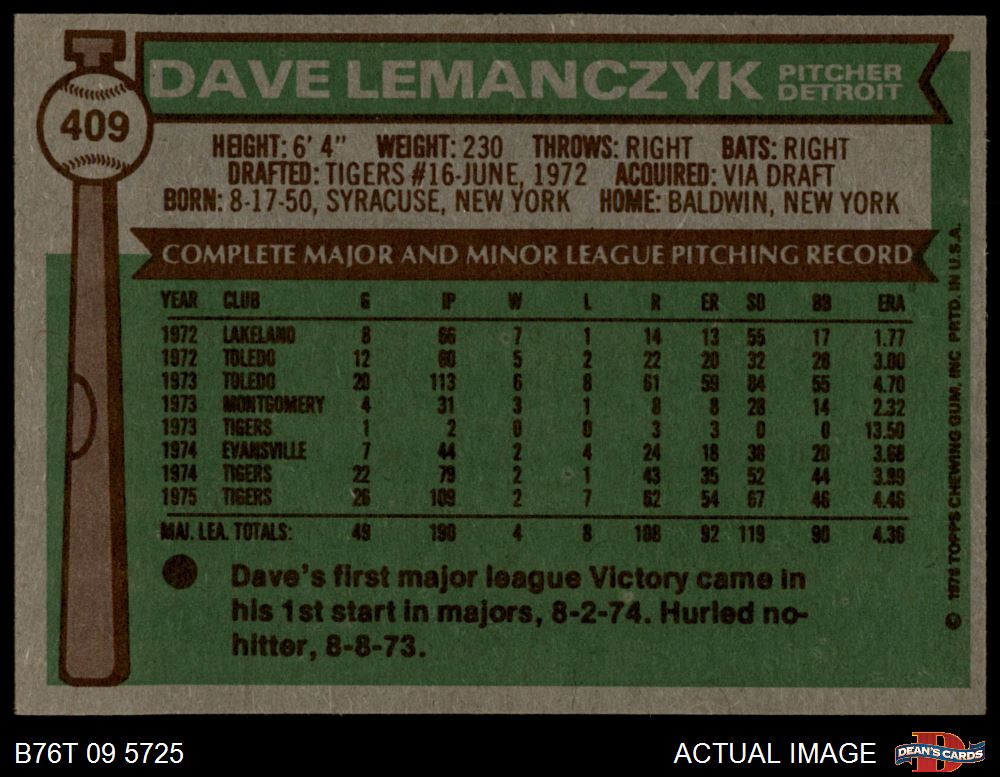 409
DAVE LEMANCZYK
PITCHER
DETROIT
HEIGHT: 6' 4" WEIGHT: 230 THROWS: RIGHT BATS: RIGHT
DRAFTED: TIGERS #16-JUNE, 1972 ACQUIRED: VIA DRAFT
BORN: 8-17-50, SYRACUSE, NEW YORK HOME: BALDWIN, NEW YORK
COMPLETE MAJOR AND MINOR LEAGUE PITCHING RECORD
YEAR CLUB G IP W L R ER SO BB ERA
1972 LAKELAND 8 66 7 1 14 13 55 17 1.77
1972 TOLEDO 12 60 5 2 22 20 32 28 3.00
1973 TOLEDO 20 113 6 8 61 59 84 55 4.70
1973 MONTGOMERY 4 31 3 1 8 8 28 14 2.32
1973 TIGERS 1 2 0 0 3 3 0 0 13.50
1974 EVANSVILLE 7 44 2 4 24 18 38 20 3.68
1974 TIGERS 22 79 2 1 43 35 52 44 3.99
1975 TIGERS 26 109 2 7 62 54 67 46 4.46
MAJ. LEA. TOTALS: 49 190 4 8 108 92 119 90 4.36
Dave's first major league Victory came in
his 1st start in majors, 8-2-74. Hurled no-
hitter, 8-8-73.
© 1976 TOPPS CHEWING GUM, INC PRTD. IN U.S.A.
B76T 09 5725
ACTUAL IMAGE
DEAN'S CARDS